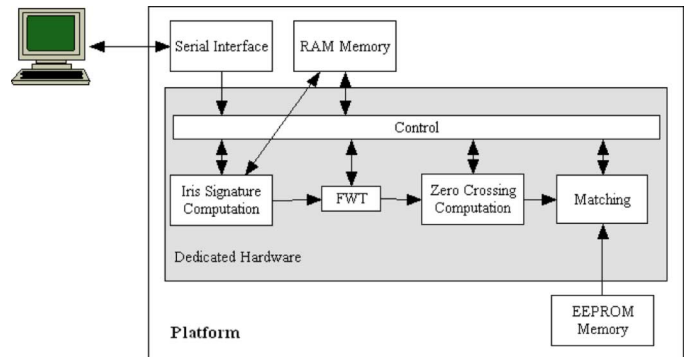 Serial Interface
RAM Memory
Control
Iris Signature
Computation
FWT
Zero Crossing
Computation
Matching
Dedicated Hardware
EEPROM
Memory
Platform